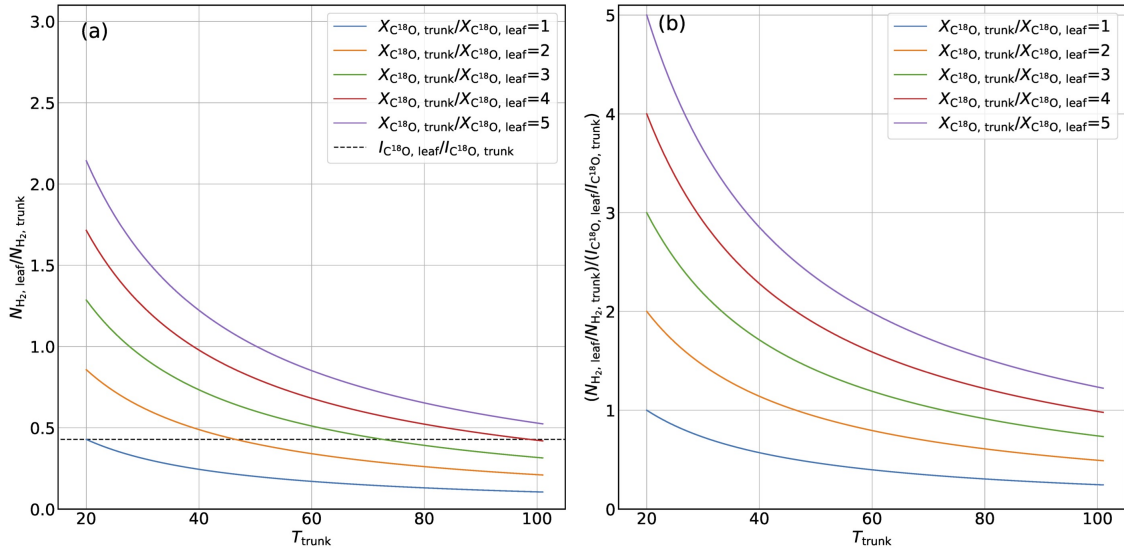 (a)
X_C¹⁸O, trunk/X_C¹⁸O, leaf=1
X_C¹⁸O, trunk/X_C¹⁸O, leaf=2
X_C¹⁸O, trunk/X_C¹⁸O, leaf=3
X_C¹⁸O, trunk/X_C¹⁸O, leaf=4
X_C¹⁸O, trunk/X_C¹⁸O, leaf=5
I_C¹⁸O, leaf/I_C¹⁸O, trunk
N_H₂, leaf/N_H₂, trunk
3.0
2.5
2.0
1.5
1.0
0.5
0.0
20 40 60 80 100
T_trunk
(b)
X_C¹⁸O, trunk/X_C¹⁸O, leaf=1
X_C¹⁸O, trunk/X_C¹⁸O, leaf=2
X_C¹⁸O, trunk/X_C¹⁸O, leaf=3
X_C¹⁸O, trunk/X_C¹⁸O, leaf=4
X_C¹⁸O, trunk/X_C¹⁸O, leaf=5
(N_H₂, leaf/N_H₂, trunk)/(I_C¹⁸O, leaf/I_C¹⁸O, trunk)
5
4
3
2
1
0
20 40 60 80 100
T_trunk